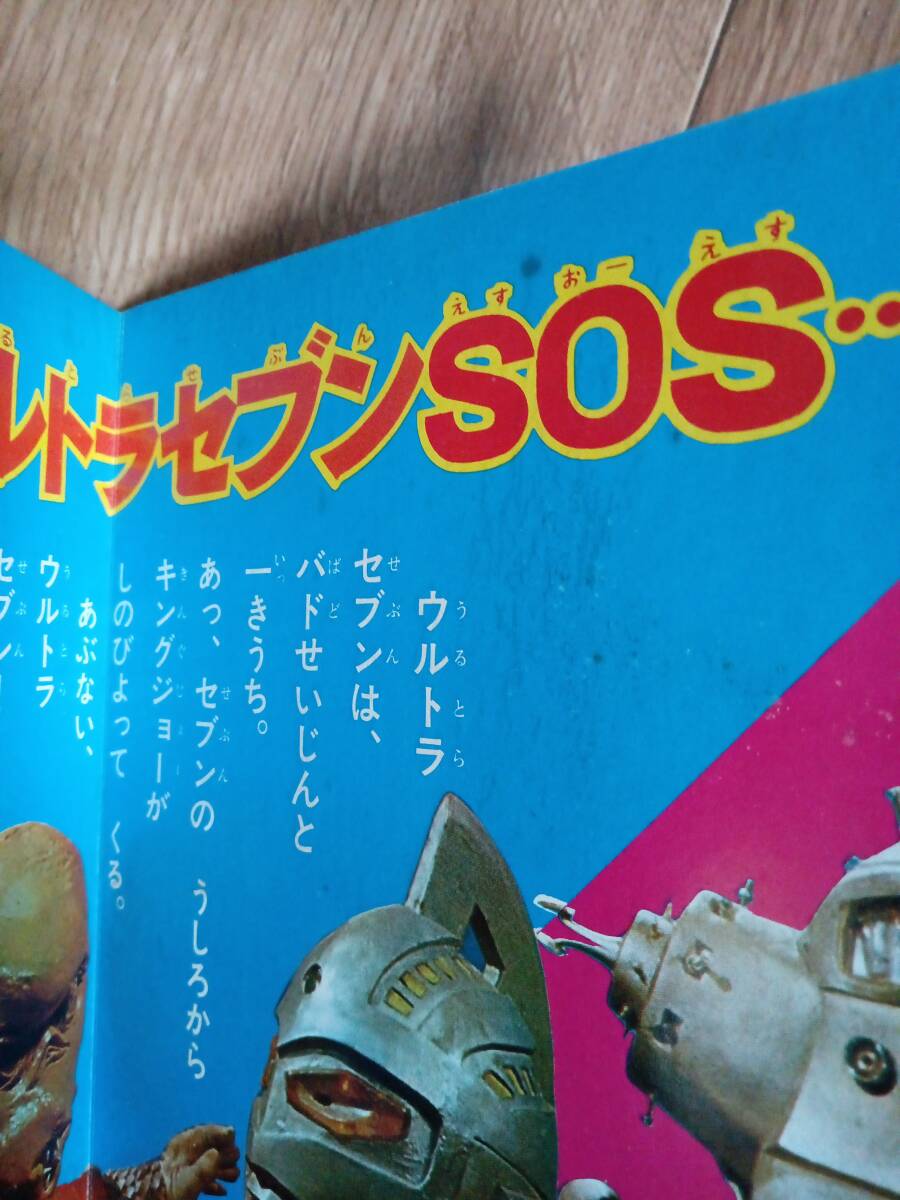 ルトラセブンSOS‥
ウルトラ
セブンは、
バドせいじんと
一きうち。
あっ、セブンの うしろから
キングジョーが
しのびよって くる。
あぶない、
ウルトラ
セブン!